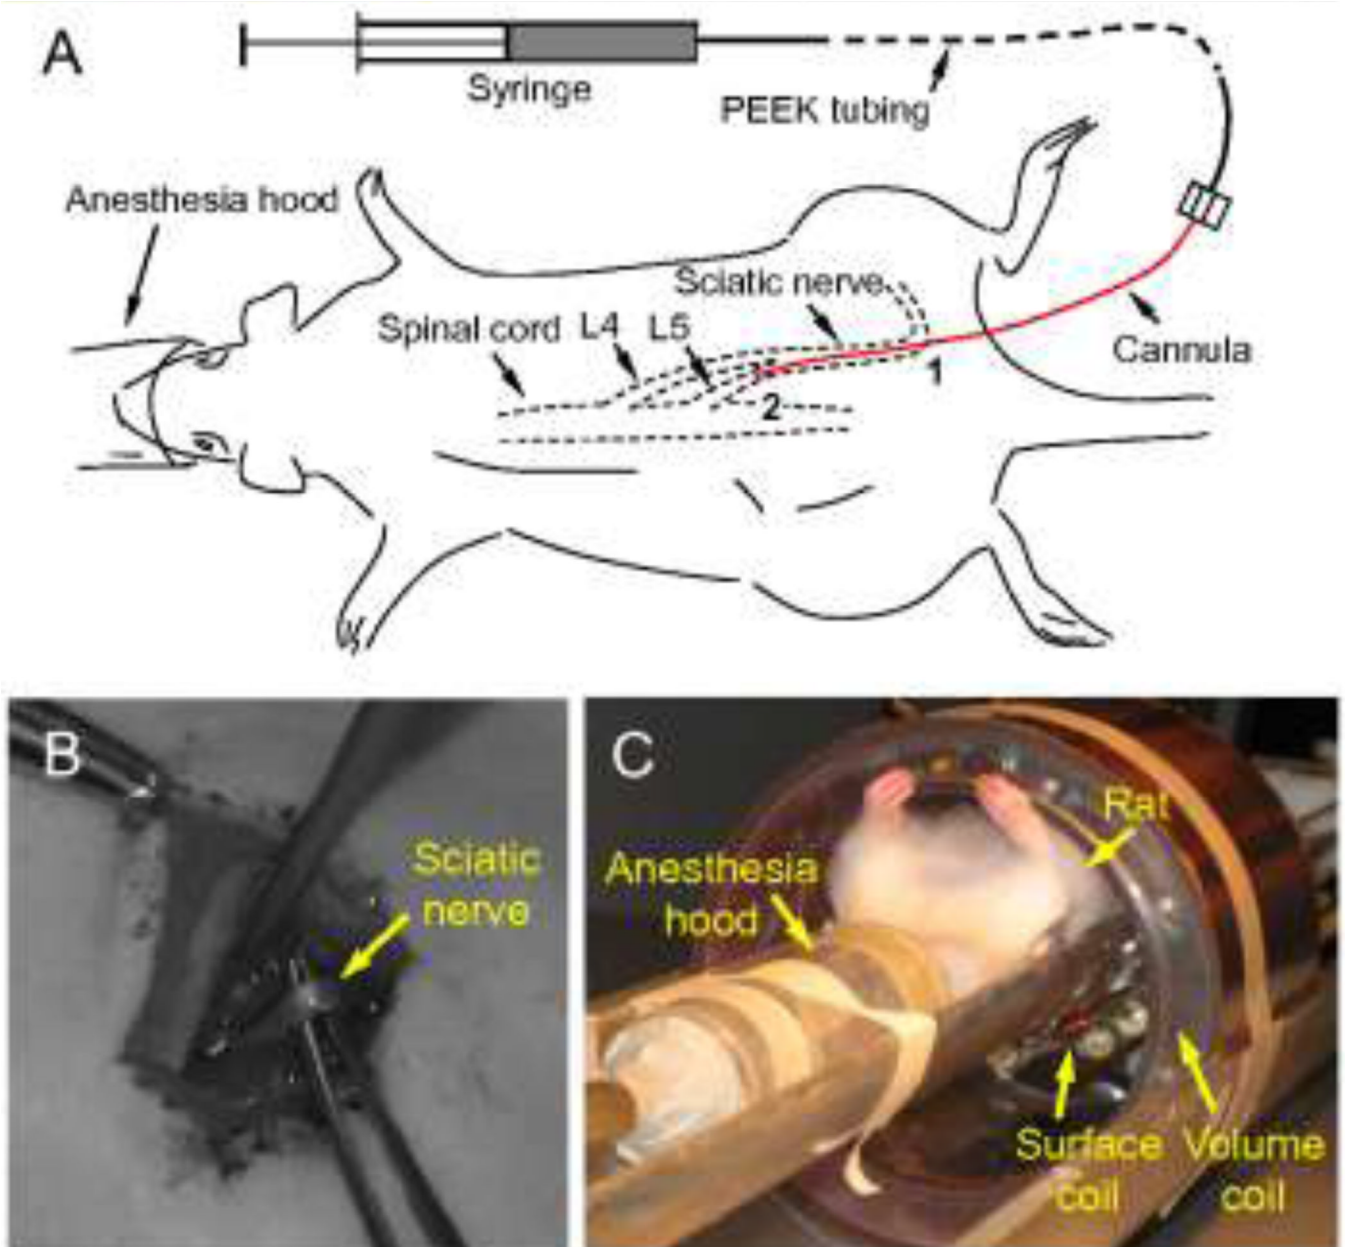 A
Syringe
PEEK tubing
Anesthesia hood
Sciatic nerve
Spinal cord L4 L5
Cannula
1
2
B
Sciatic
nerve
C
Rat
Anesthesia
hood
Surface
coil
Volume
coil